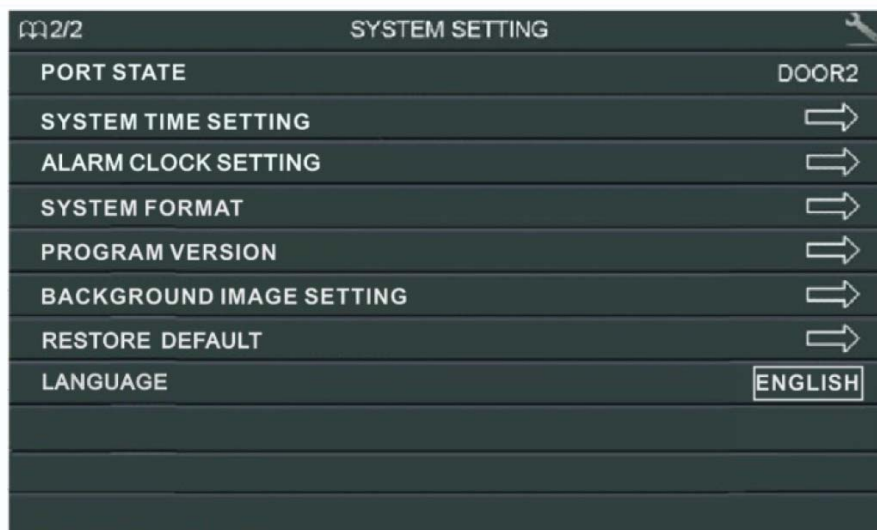 2/2 SYSTEM SETTING
PORT STATE DOOR2
SYSTEM TIME SETTING
ALARM CLOCK SETTING
SYSTEM FORMAT
PROGRAM VERSION
BACKGROUND IMAGE SETTING
RESTORE DEFAULT
LANGUAGE ENGLISH